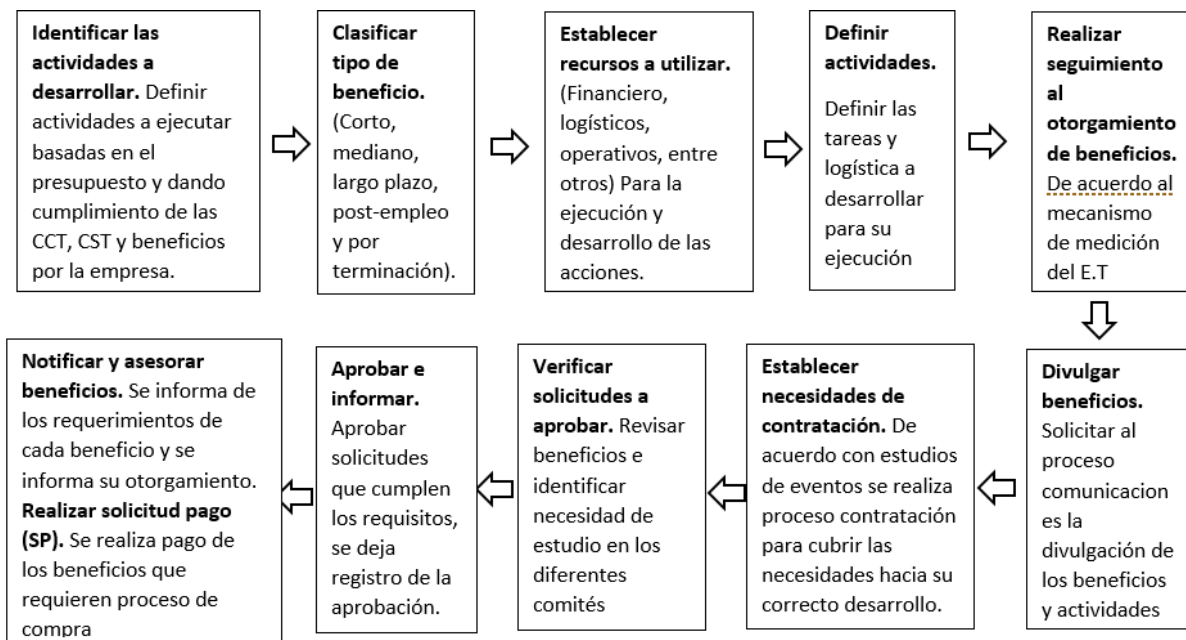 Identificar las
actividades a
desarrollar. Definir
actividades a ejecutar
basadas en el
presupuesto y dando
cumplimiento de las
CCT, CST y beneficios
por la empresa.
Clasificar
tipo de
beneficio.
(Corto,
mediano,
largo plazo,
post-empleo
y por
terminación).
Establecer
recursos a utilizar.
(Financiero,
logísticos,
operativos, entre
otros) Para la
ejecución y
desarrollo de las
acciones.
Definir
actividades.
Definir las
tareas y
logística a
desarrollar
para su
ejecución
Realizar
seguimiento
al
otorgamiento
de beneficios.
De acuerdo al
mecanismo
de medición
del E.T
Divulgar
beneficios.
Solicitar al
proceso
comunicacion
es la
divulgación de
los beneficios
y actividades
Establecer
necesidades de
contratación. De
acuerdo con estudios
de eventos se realiza
proceso contratación
para cubrir las
necesidades hacia su
correcto desarrollo.
Verificar
solicitudes a
aprobar. Revisar
beneficios e
identificar
necesidad de
estudio en los
diferentes
comités
Aprobar e
informar.
Aprobar
solicitudes
que cumplen
los requisitos,
se deja
registro de la
aprobación.
Notificar y asesorar
beneficios. Se informa de
los requerimientos de
cada beneficio y se
informa su otorgamiento.
Realizar solicitud pago
(SP). Se realiza pago de
los beneficios que
requieren proceso de
compra